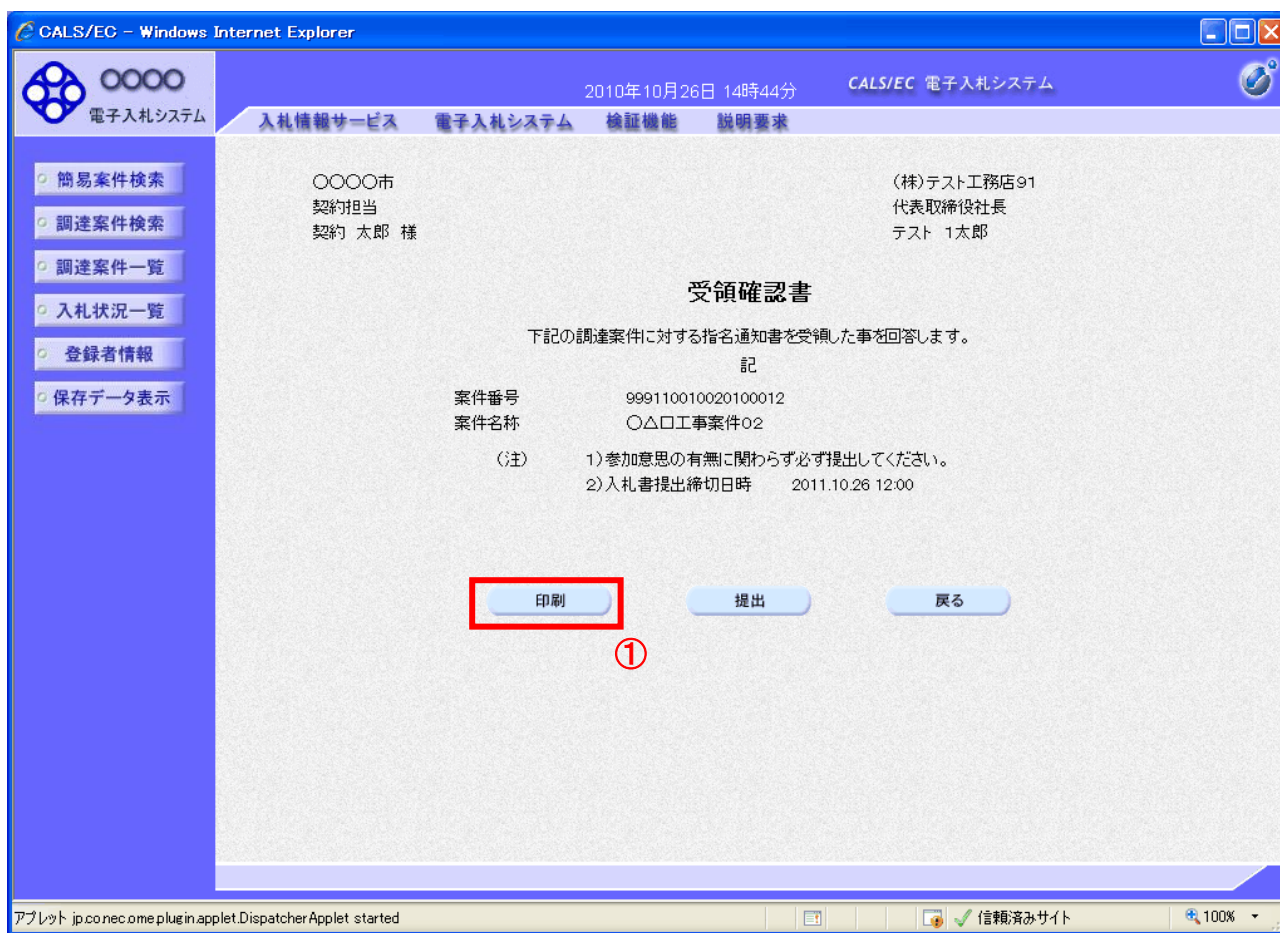 CALS/EC - Windows Internet Explorer
〇〇〇〇
電子入札システム
2010年10月26日 14時44分
CALS/EC 電子入札システム
入札情報サービス 電子入札システム 検証機能 説明要求
簡易案件検索
調達案件検索
調達案件一覧
入札状況一覧
登録者情報
保存データ表示
〇〇〇〇市
契約担当
契約 太郎 様
(株)テスト工務店91
代表取締役社長
テスト 1太郎
受領確認書
下記の調達案件に対する指名通知書を受領した事を回答します。
記
案件番号 999110010020100012
案件名称 〇△口工事案件02
(注) 1)参加意思の有無に関わらず必ず提出してください。
2)入札書提出締切日時 2011.10.26 12:00
印刷 提出 戻る
①
アプレット jp.co.nec.ome.plugin.applet.DispatcherApplet started
信頼済みサイト
100%